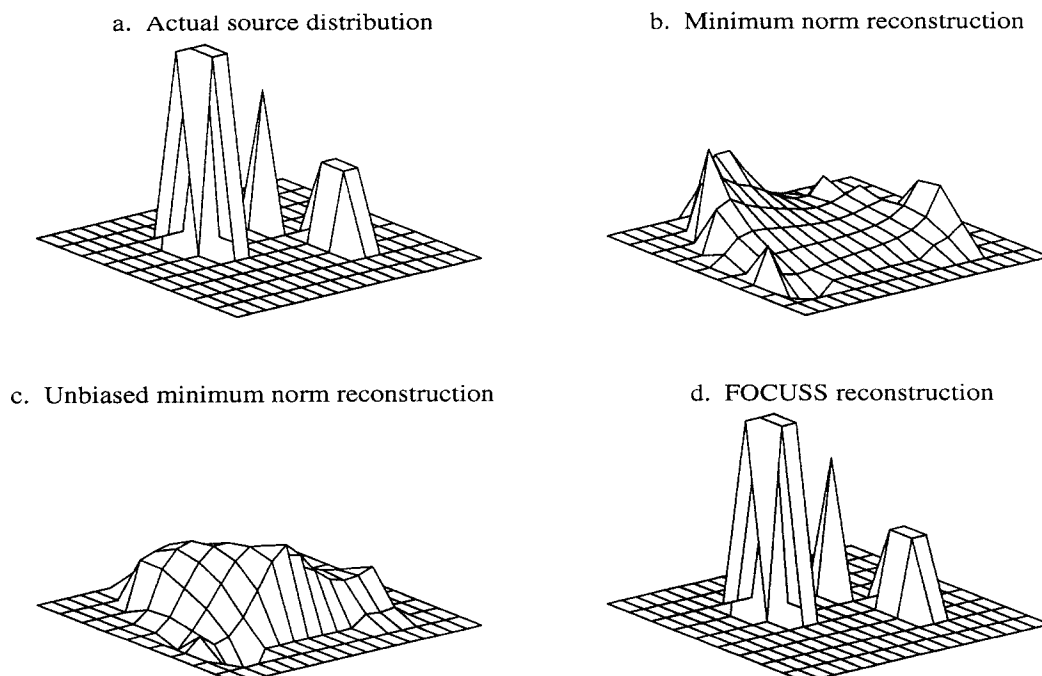 a. Actual source distribution
b. Minimum norm reconstruction
c. Unbiased minimum norm reconstruction
d. FOCUSS reconstruction